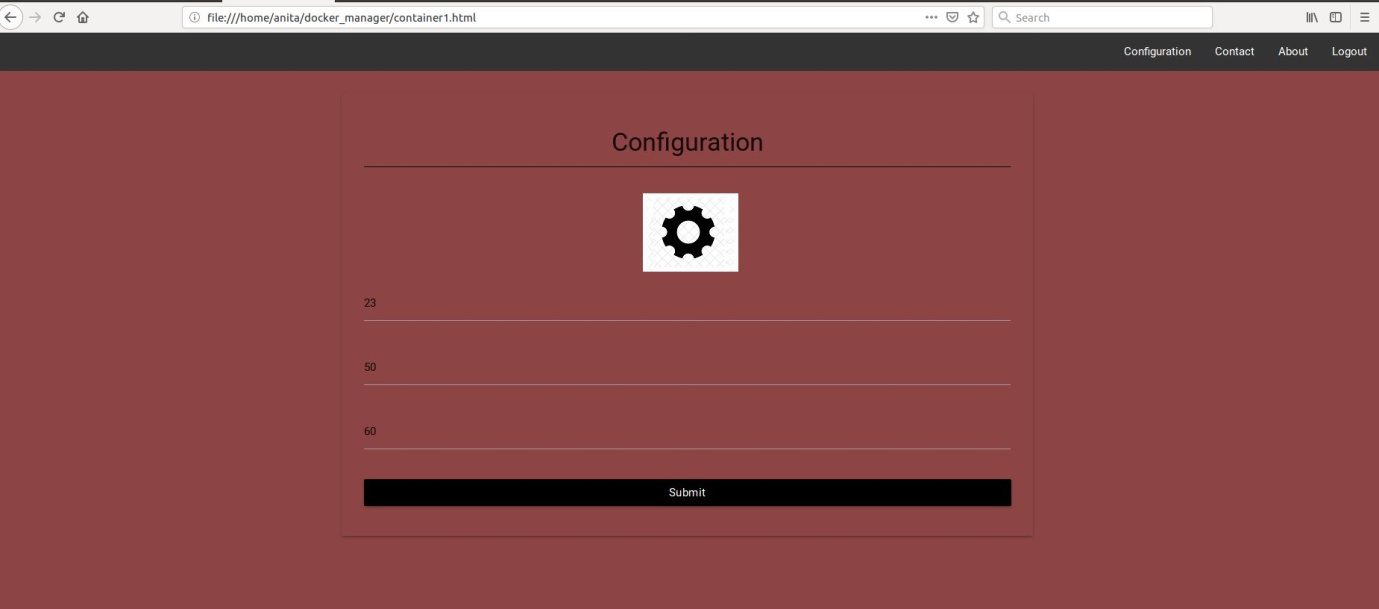 file:///home/anita/docker_manager/container1.html
Search
Configuration Contact About Logout
Configuration
23
50
60
Submit